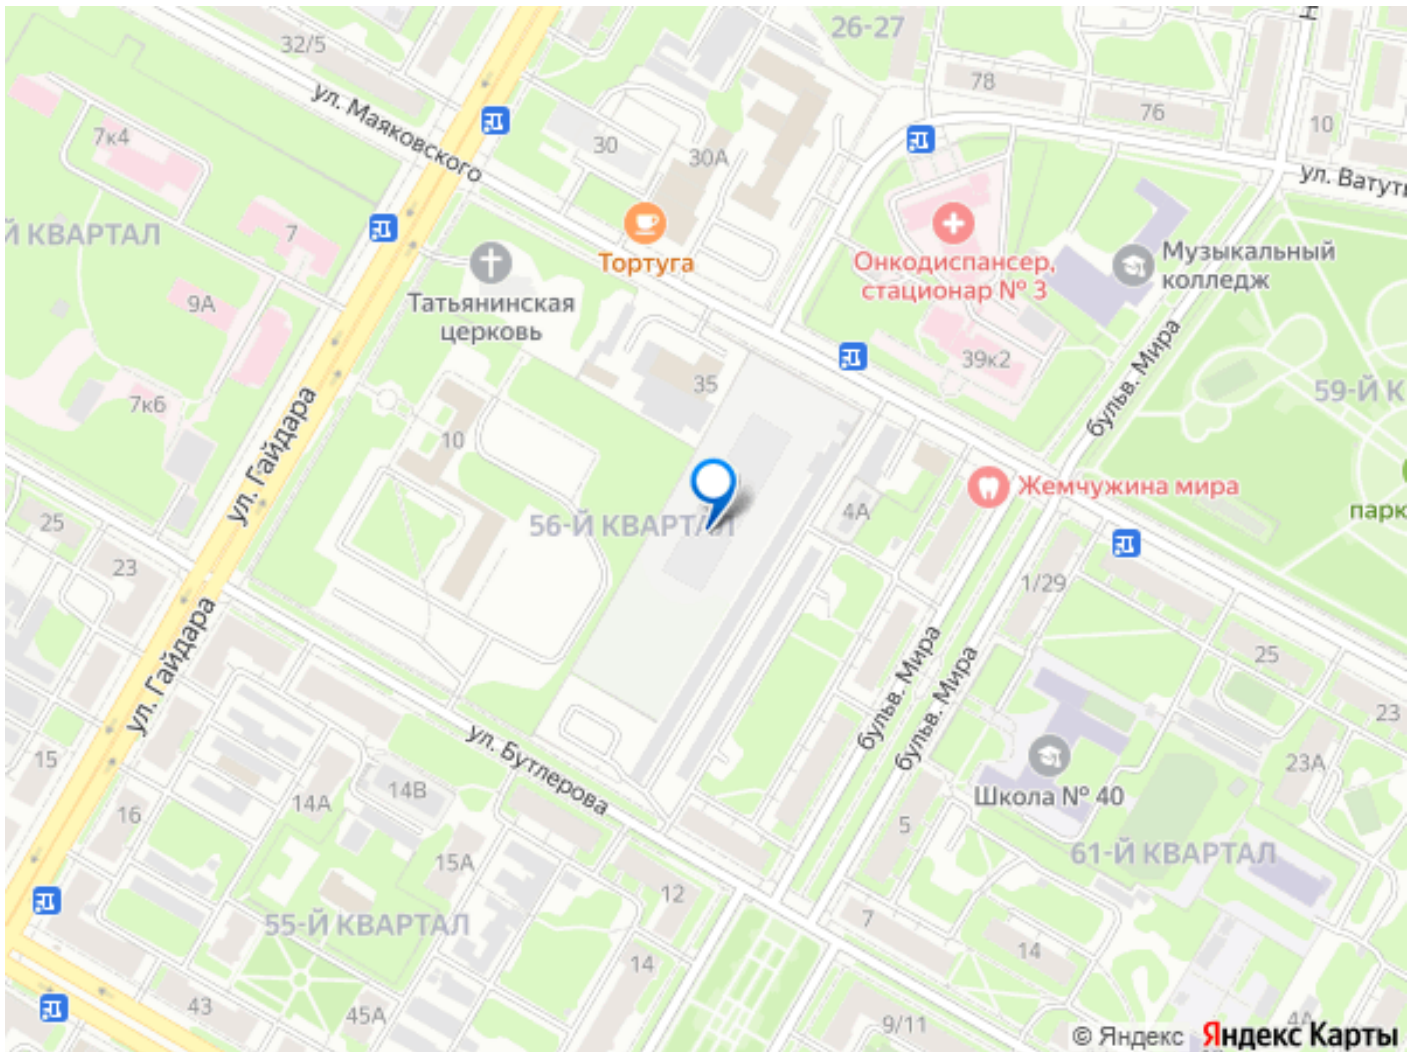 26-27
32/5
78
76
10
ул. Маяковского
7к4
30
30А
ул. Ватути
Й КВАРТАЛ
7
Тортуга
Онкодиспансер,
стационар № 3
Музыкальный
колледж
9А
Татьянинская
церковь
39к2
бульв. Мира
35
59-Й К
7к6
10
ул. Гайдара
Жемчужина мира
парк
25
56-Й КВАРТАЛ
4А
23
1/29
ул. Гайдара
бульв. Мира
бульв. Мира
25
23
ул. Бутлерова
15
23А
14А
14В
Школа № 40
16
5
15А
61-Й КВАРТАЛ
12
55-Й КВАРТАЛ
7
14
14
43
45А
9/11
4А
© Яндекс Яндекс Карты